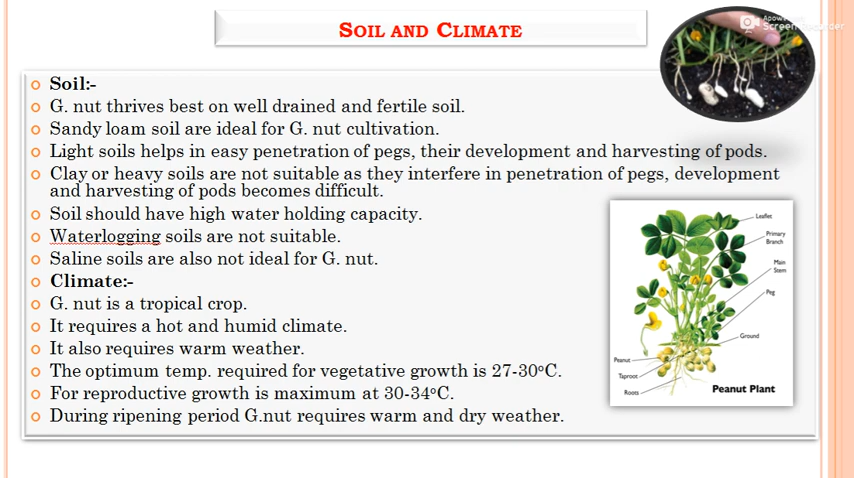 SOIL AND CLIMATE
Soil:-
G. nut thrives best on well drained and fertile soil.
Sandy loam soil are ideal for G. nut cultivation.
Light soils helps in easy penetration of pegs, their development and harvesting of pods.
Clay or heavy soils are not suitable as they interfere in penetration of pegs, development
and harvesting of pods becomes difficult.
Soil should have high water holding capacity.
Waterlogging soils are not suitable.
Saline soils are also not ideal for G. nut.
Climate:-
G. nut is a tropical crop.
It requires a hot and humid climate.
It also requires warm weather.
The optimum temp. required for vegetative growth is 27-30ºC.
For reproductive growth is maximum at 30-34ºC.
During ripening period G.nut requires warm and dry weather.
Screen Recorder
Leaflet
Primary
Branch
Main
Stem
Peg
Ground
Peanut
Taproot
Roots
Peanut Plant